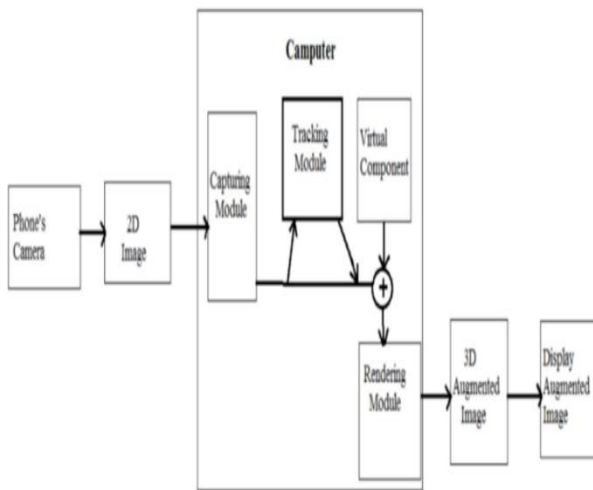 Camputer
Phone's
Camera
2D
Image
Capturing
Module
Tracking
Module
Virtual
Component
+
Rendering
Module
3D
Augmented
Image
Display
Augmented
Image